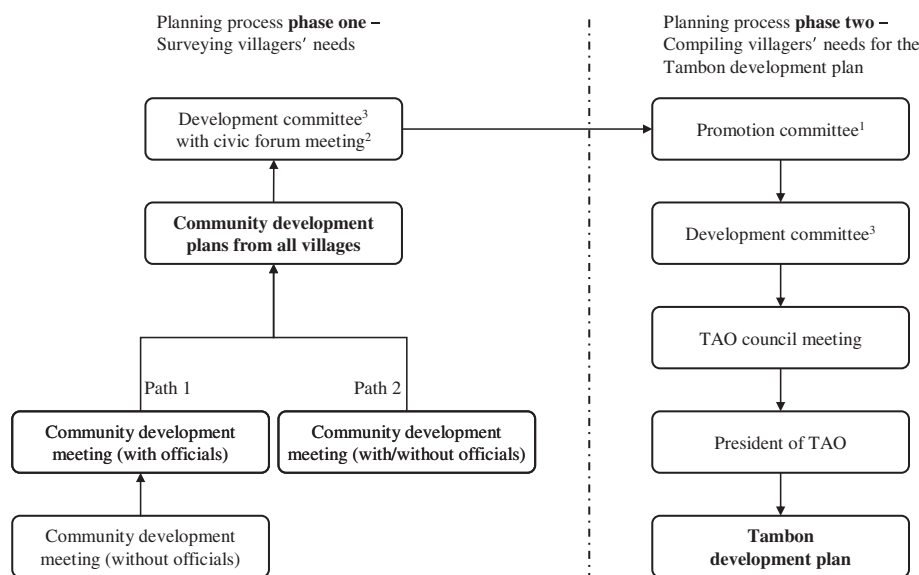 Planning process phase one –
Surveying villagers’ needs
Planning process phase two –
Compiling villagers’ needs for the
Tambon development plan
Development committee³
with civic forum meeting²
Promotion committee¹
Community development
plans from all villages
Development committee³
TAO council meeting
Path 1
Path 2
Community development
meeting (with officials)
Community development
meeting (with/without officials)
President of TAO
Community development
meeting (without officials)
Tambon
development plan